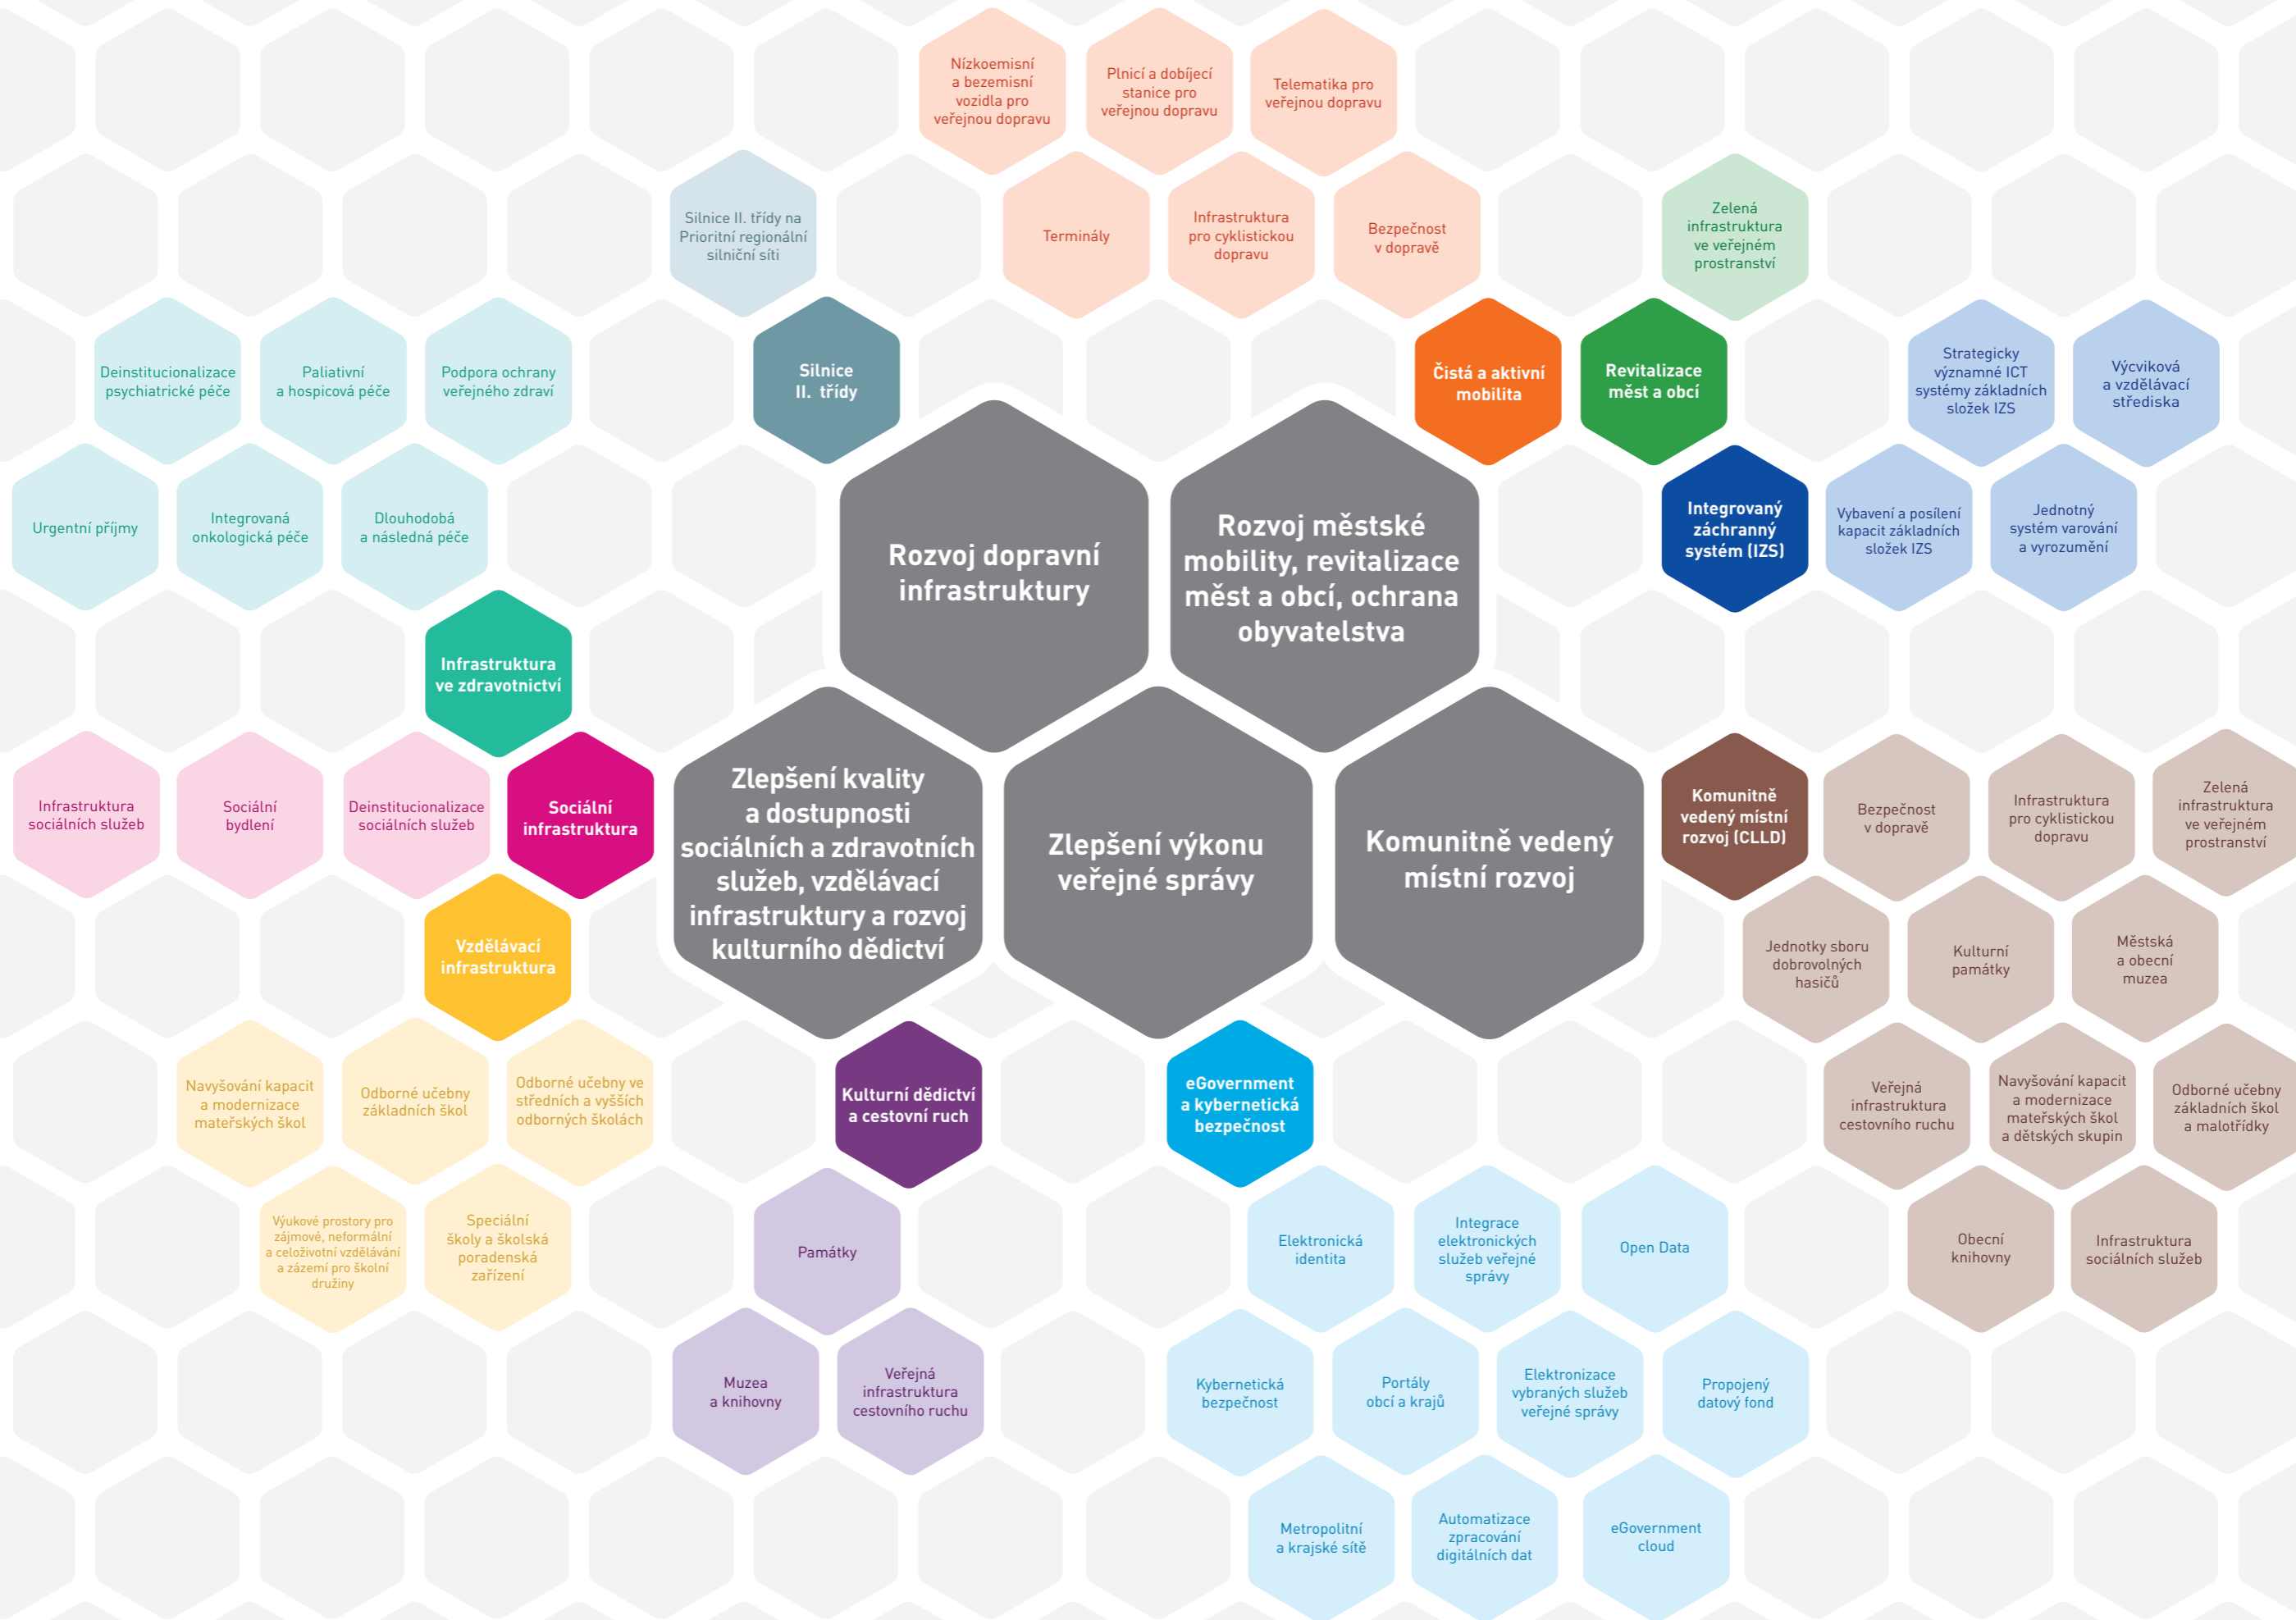 Nízkoemisní
a bezemisní
vozidla pro
veřejnou dopravu
Plnicí a dobíjecí
stanice pro
veřejnou dopravu
Telematika pro
veřejnou dopravu
Silnice II. třídy na
Prioritní regionální
silniční síti
Terminály
Infrastruktura
pro cyklistickou
dopravu
Bezpečnost
v dopravě
Zelená
infrastruktura
ve veřejném
prostranství
Deinstitucionalizace
psychiatrické péče
Paliativní
a hospicová péče
Podpora ochrany
veřejného zdraví
Silnice
II. třídy
Čistá a aktivní
mobilita
Revitalizace
měst a obcí
Strategicky
významné ICT
systémy základních
složek IZS
Výcviková
a vzdělávací
střediska
Urgentní příjmy
Integrovaná
onkologická péče
Dlouhodobá
a následná péče
Rozvoj dopravní
infrastruktury
Rozvoj městské
mobility, revitalizace
měst a obcí, ochrana
obyvatelstva
Integrovaný
záchranný
systém (IZS)
Vybavení a posílení
kapacit základních
složek IZS
Jednotný
systém varování
a vyrozumění
Infrastruktura
ve zdravotnictví
Infrastruktura
sociálních služeb
Sociální
bydlení
Deinstitucionalizace
sociálních služeb
Sociální
infrastruktura
Zlepšení kvality
a dostupnosti
sociálních a zdravotních
služeb, vzdělávací
infrastruktury a rozvoj
kulturního dědictví
Zlepšení výkonu
veřejné správy
Komunitně vedený
místní rozvoj
Komunitně
vedený místní
rozvoj (CLLD)
Bezpečnost
v dopravě
Infrastruktura
pro cyklistickou
dopravu
Zelená
infrastruktura
ve veřejném
prostranství
Vzdělávací
infrastruktura
Jednotky sboru
dobrovolných
hasičů
Kulturní
památky
Městská
a obecní
muzea
Navyšování kapacit
a modernizace
mateřských škol
Odborné učebny
základních škol
Odborné učebny ve
středních a vyšších
odborných školách
Kulturní dědictví
a cestovní ruch
eGovernment
a kybernetická
bezpečnost
Veřejná
infrastruktura
cestovního ruchu
Navyšování kapacit
a modernizace
mateřských škol
a dětských skupin
Odborné učebny
základních škol
a malotřídky
Výukové prostory pro
zájmové, neformální
a celoživotní vzdělávání
a zázemí pro školní
družiny
Speciální
školy a školská
poradenská
zařízení
Památky
Elektronická
identita
Integrace
elektronických
služeb veřejné
správy
Open Data
Obecní
knihovny
Infrastruktura
sociálních služeb
Muzea
a knihovny
Veřejná
infrastruktura
cestovního ruchu
Kybernetická
bezpečnost
Portály
obcí a krajů
Elektronizace
vybraných služeb
veřejné správy
Propojený
datový fond
Metropolitní
a krajské sítě
Automatizace
zpracování
digitálních dat
eGovernment
cloud